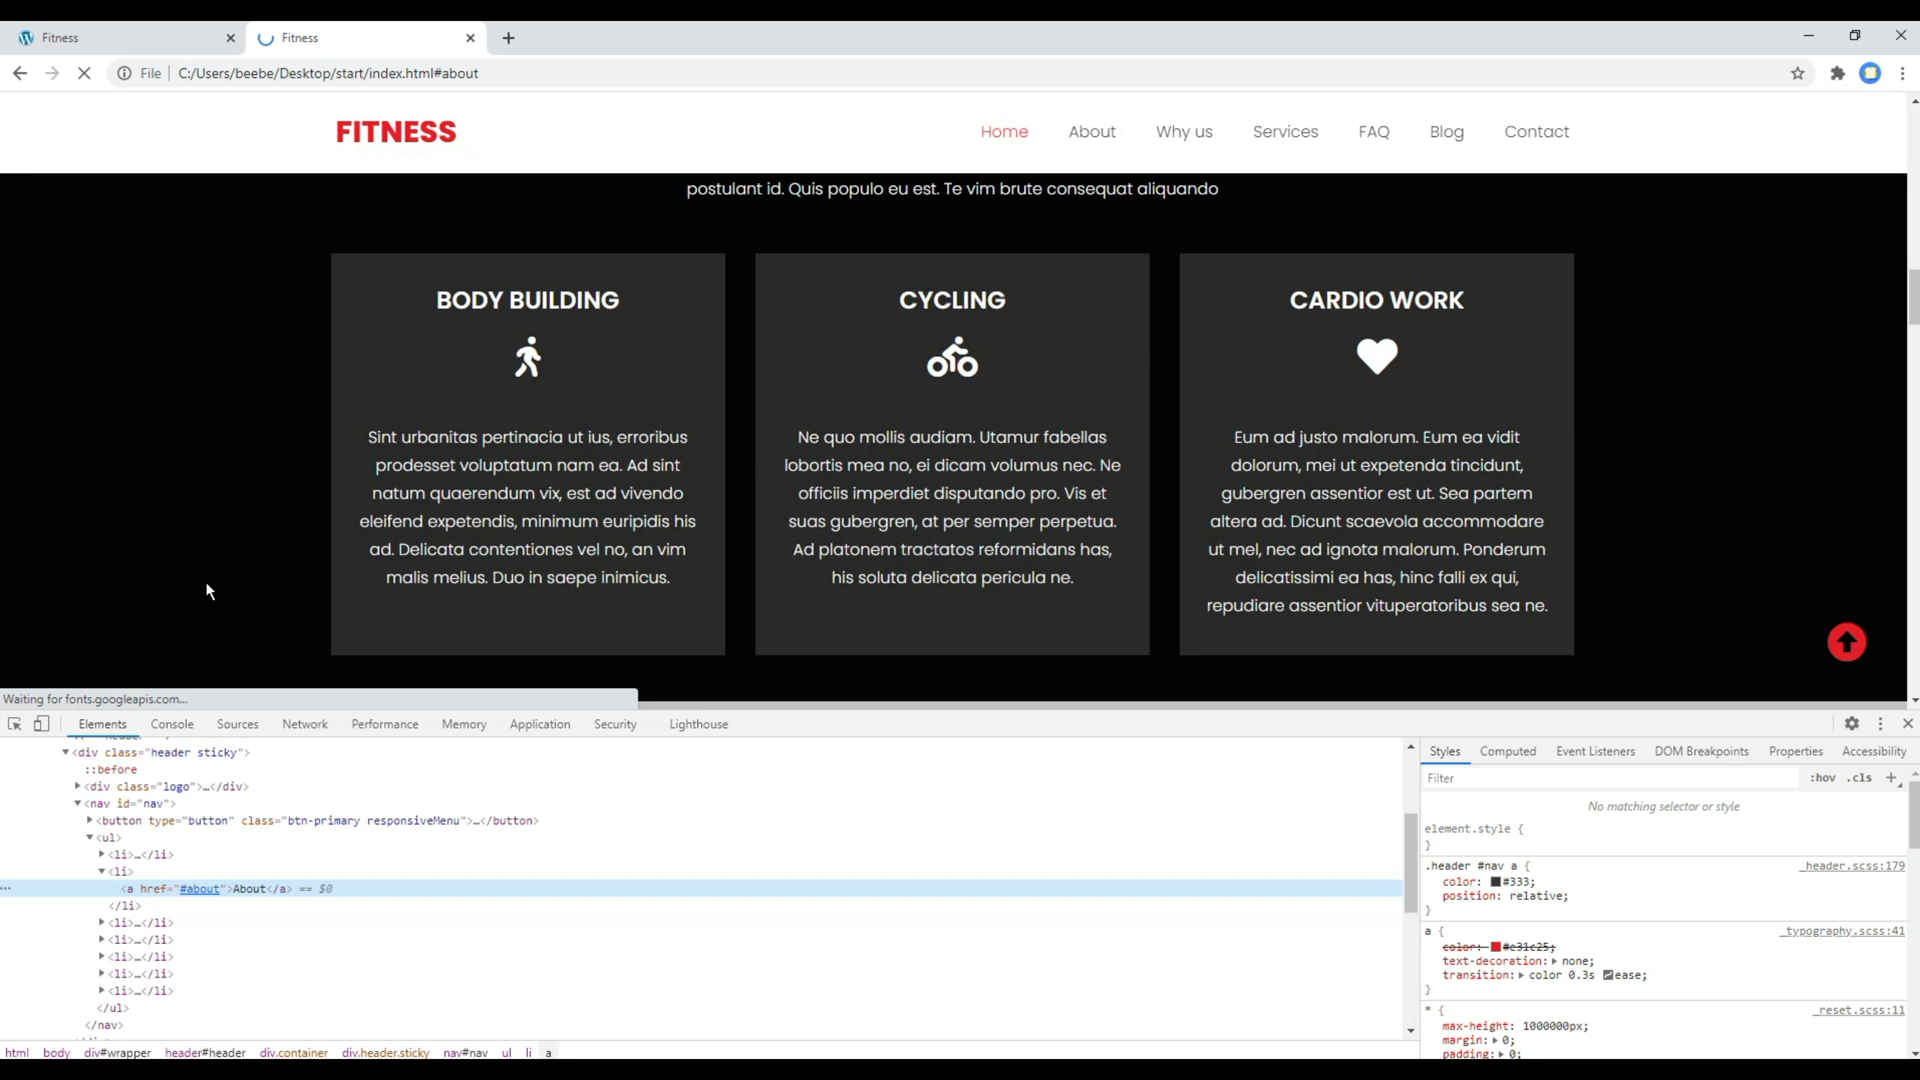 Fitness
Fitness
File
C:/Users/beebe/Desktop/start/index.html#about
FITNESS
Home About Why us Services FAQ Blog Contact
postulant id. Quis populo eu est. Te vim brute consequat aliquando
BODY BUILDING
Sint urbanitas pertinacia ut ius, erroribus
prodesset voluptatum nam ea. Ad sint
natum quaerendum vix, est ad vivendo
eleifend expetendis, minimum euripidis his
ad. Delicata contentiones vel no, an vim
malis melius. Duo in saepe inimicus.
CYCLING
Ne quo mollis audiam. Utamur fabellas
lobortis mea no, ei dicam volumus nec. Ne
officiis imperdiet disputando pro. Vis et
suas gubergren, at per semper perpetua.
Ad platonem tractatos reformidans has,
his soluta delicata pericula ne.
CARDIO WORK
Eum ad justo malorum. Eum ea vidit
dolorum, mei ut expetenda tincidunt,
gubergren assentior est ut. Sea partem
altera ad. Dicunt scaevola accommodare
ut mel, nec ad ignota malorum. Ponderum
delicatissimi ea has, hinc falli ex qui,
repudiare assentior vituperatoribus sea ne.
Waiting for fonts.googleapis.com...
Elements Console Sources Network Performance Memory Application Security Lighthouse
<div class="header sticky">
::before
<div class="logo">…</div>
<nav id="nav">
<button type="button" class="btn-primary responsiveMenu">…</button>
<ul>
<li>…</li>
<li>
<a href="#about">About</a> == $0
</li>
<li>…</li>
<li>…</li>
<li>…</li>
<li>…</li>
<li>…</li>
</ul>
</nav>
html body div#wrapper header#header div.container div.header.sticky nav#nav ul li a
Styles Computed Event Listeners DOM Breakpoints Properties Accessibility
Filter :hov .cls +
No matching selector or style
element.style {
}
.header #nav a { _header.scss:179
color: #333;
position: relative;
}
a { _typography.scss:41
color: #e31c25;
text-decoration: none;
transition: color 0.3s ease;
}
* { _reset.scss:11
max-height: 1000000px;
margin: 0;
padding: 0;